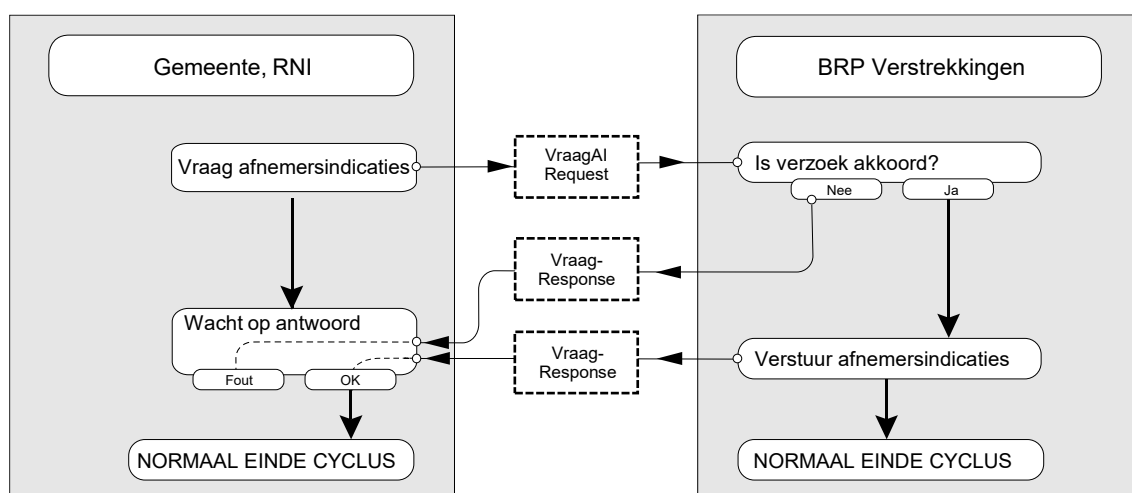 Gemeente, RNI
BRP Verstrekkingen
Vraag afnemersindicaties
VraagAI
Request
Is verzoek akkoord?
Nee
Ja
Vraag-
Response
Wacht op antwoord
Fout
OK
Vraag-
Response
Verstuur afnemersindicaties
NORMAAL EINDE CYCLUS
NORMAAL EINDE CYCLUS